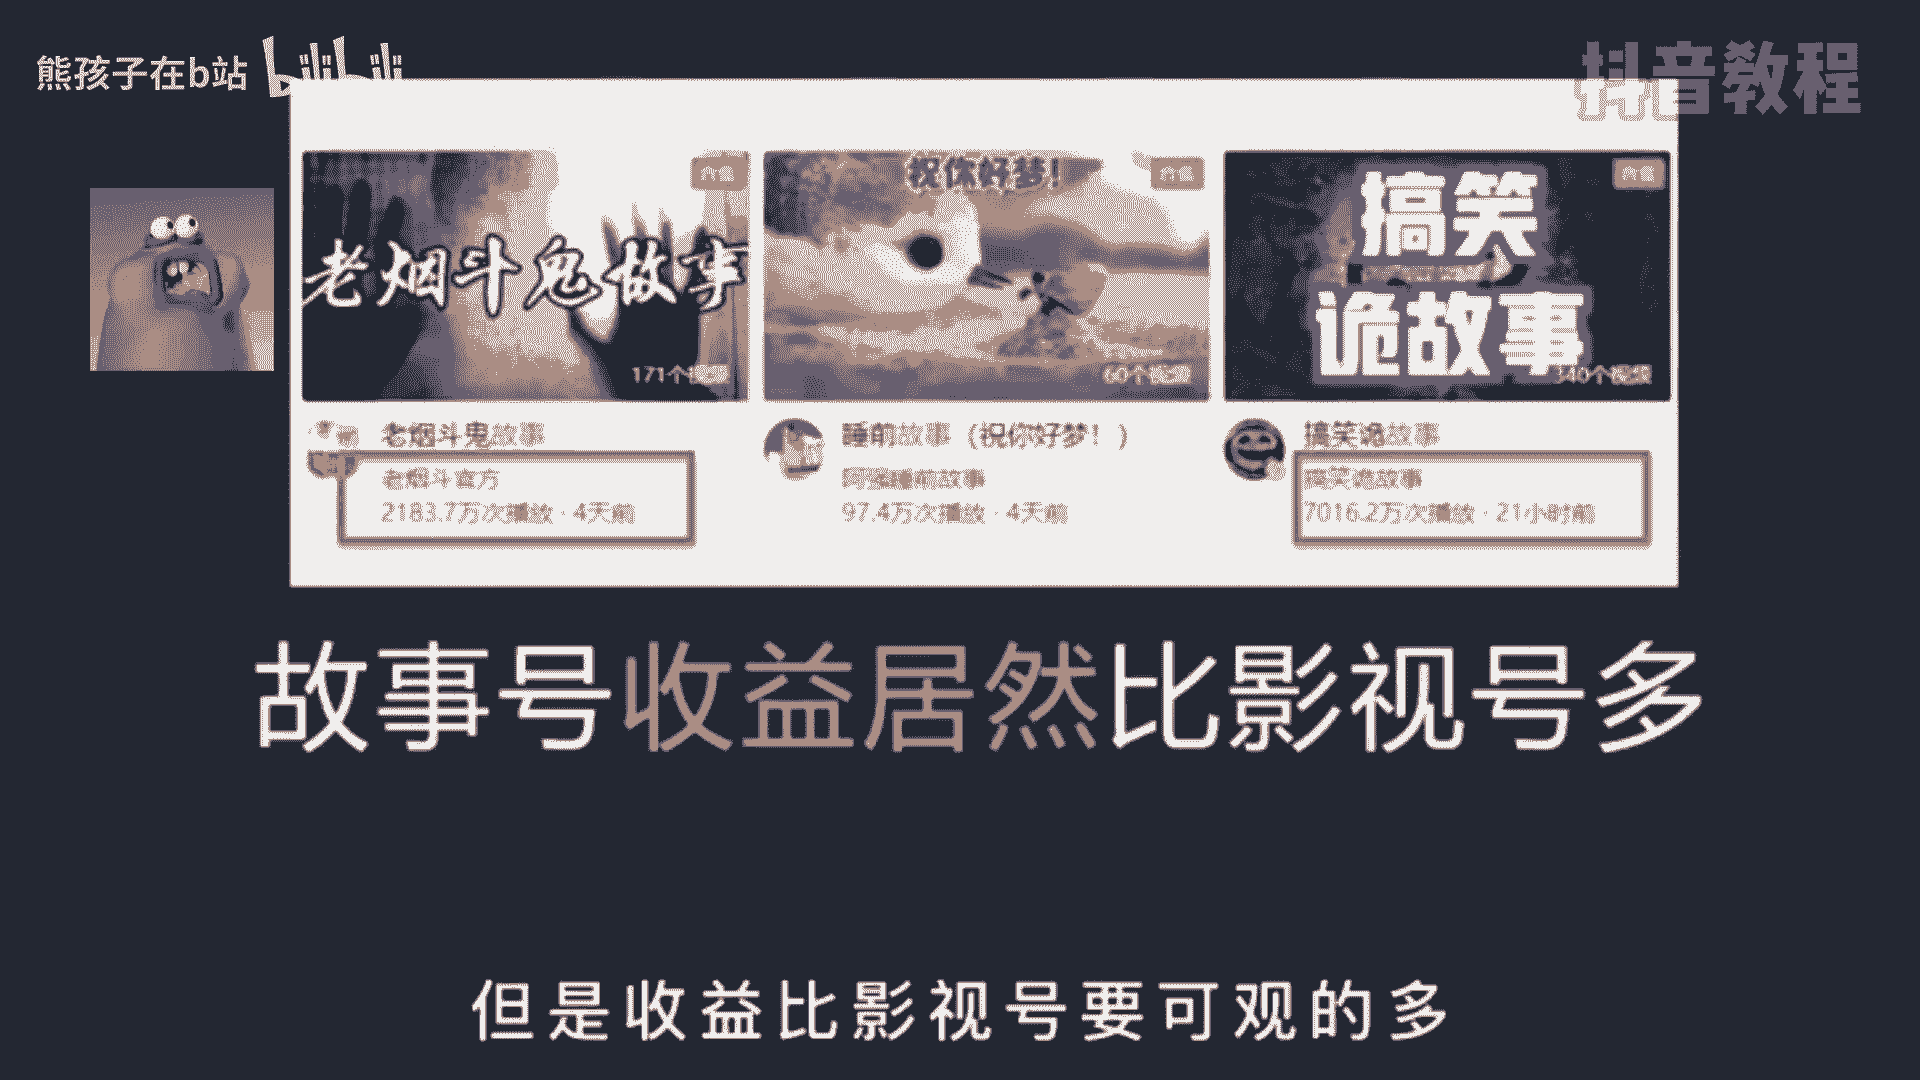 熊孩子在b站 bilibili
抖音教程
老烟斗鬼故事
171个视频
祝你好梦!
60个视频
搞笑
诡故事
340个视频
老烟斗鬼故事
老烟斗官方
2183.7万次播放 · 4天前
睡前故事（祝你好梦！）
阿强睡前故事
97.4万次播放 · 4天前
搞笑诡故事
搞笑诡故事
7016.2万次播放 · 21小时前
故事号收益居然比影视号多
但是收益比影视号要可观的多